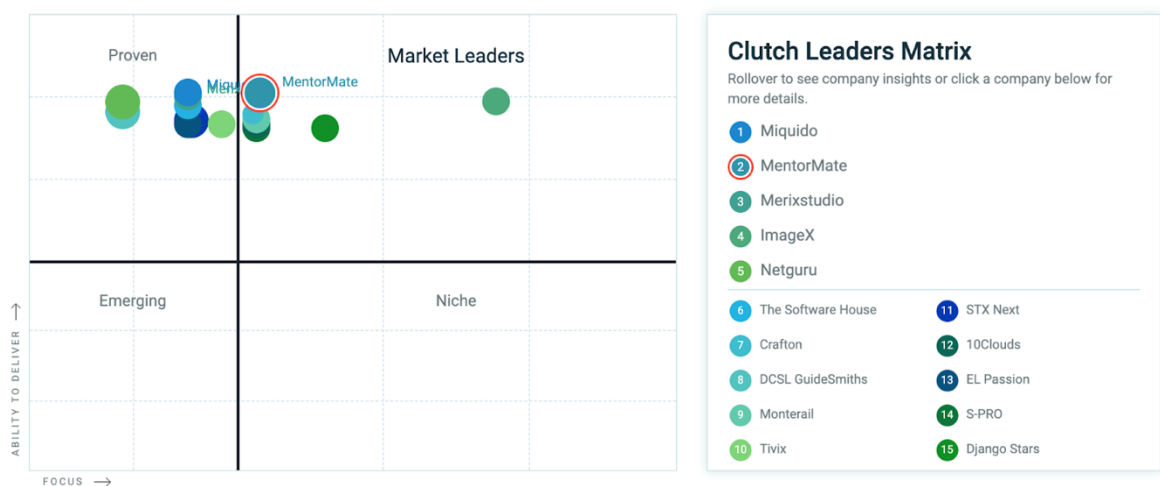 Proven
Market Leaders
MentorMate
Emerging
Niche
ABILITY TO DELIVER
FOCUS
Clutch Leaders Matrix
Rollover to see company insights or click a company below for
more details.
1 Miquido
2 MentorMate
3 Merixstudio
4 ImageX
5 Netguru
6 The Software House
7 Crafton
8 DCSL GuideSmiths
9 Monterail
10 Tivix
11 STX Next
12 10Clouds
13 EL Passion
14 S-PRO
15 Django Stars